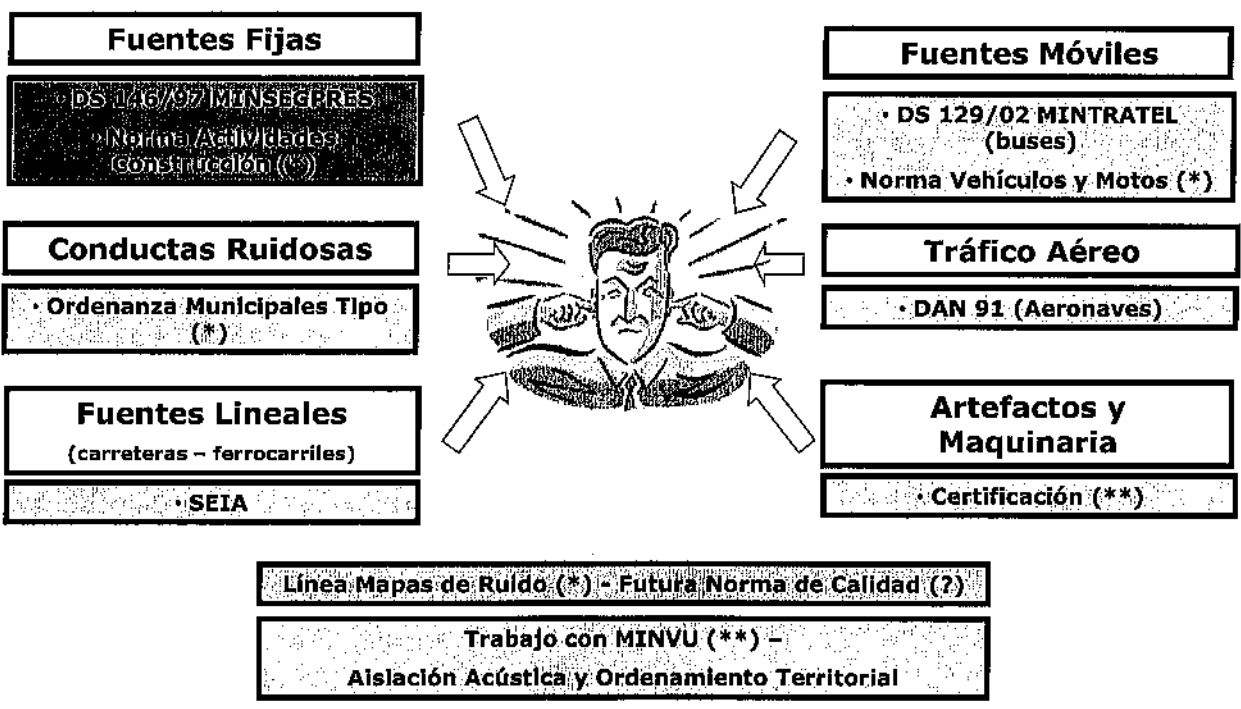 Fuentes Fijas
· DS 146/97 MINSEGPRES
· Norma Actividades
Construcción (*)
Conductas Ruidosas
· Ordenanza Municipales Tipo
(*)
Fuentes Lineales
(carreteras – ferrocarriles)
· SEIA
Fuentes Móviles
· DS 129/02 MINTRATEL
(buses)
· Norma Vehículos y Motos (*)
Tráfico Aéreo
· DAN 91 (Aeronaves)
Artefactos y
Maquinaria
· Certificación (**)
Línea Mapas de Ruido (*) - Futura Norma de Calidad (?)
Trabajo con MINVU (**) –
Aislación Acústica y Ordenamiento Territorial